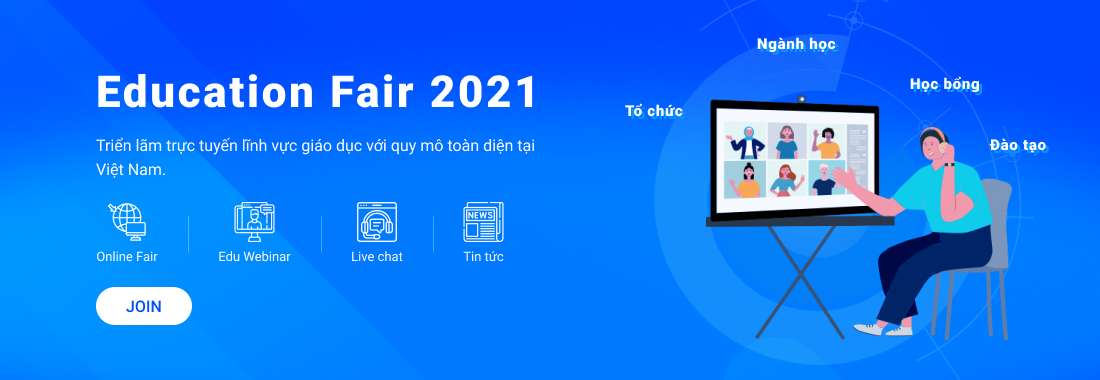 Education Fair 2021
Triển lãm trực tuyến lĩnh vực giáo dục với quy mô toàn diện tại
Việt Nam.
Online Fair
Edu Webinar
NEWS
Live chat
Tin tức
JOIN
Ngành học
Học bổng
Tổ chức
Đào tạo